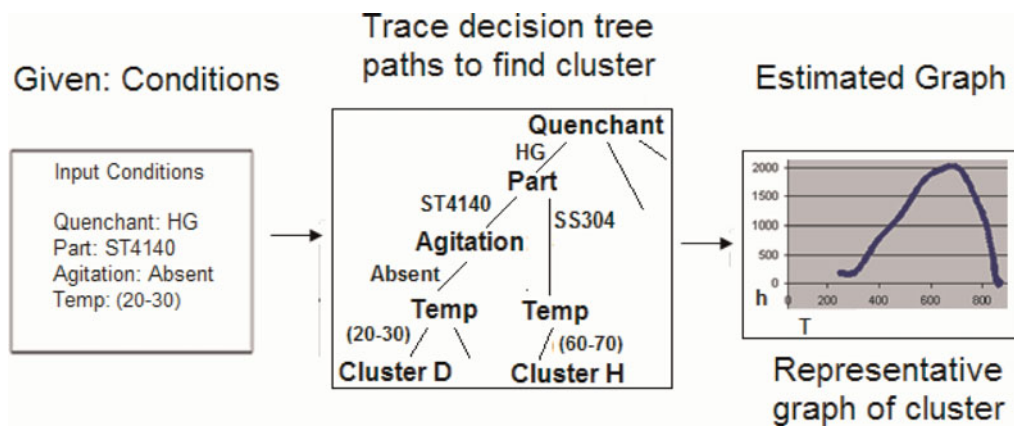 Given: Conditions
Input Conditions
Quenchant: HG
Part: ST4140
Agitation: Absent
Temp: (20-30)
Trace decision tree
paths to find cluster
Quenchant
HG
Part
ST4140
SS304
Agitation
Absent
Temp
Temp
(20-30)
(60-70)
Cluster D
Cluster H
Estimated Graph
2000
1500
1000
500
0
h
0
200
400
600
800
T
Representative
graph of cluster